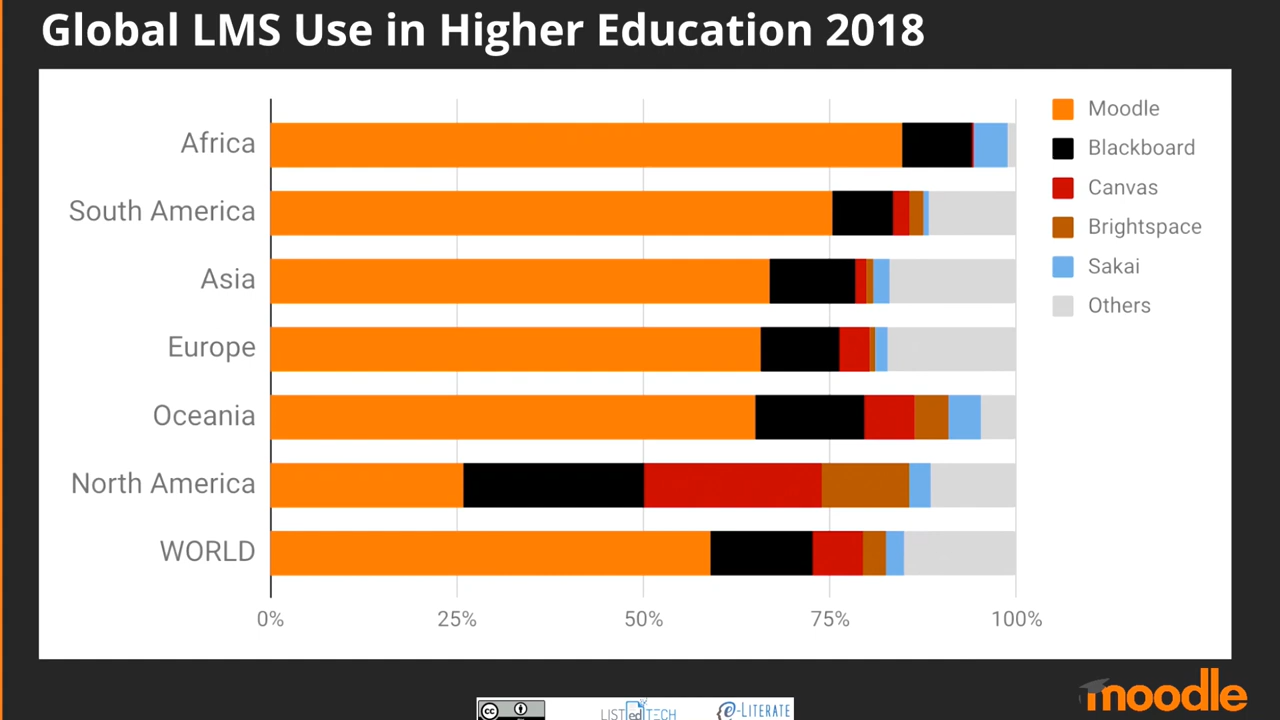 Global LMS Use in Higher Education 2018
Africa
South America
Asia
Europe
Oceania
North America
WORLD
0% 25% 50% 75% 100%
Moodle
Blackboard
Canvas
Brightspace
Sakai
Others
cc
LISTedTECH
e-LITERATE
moodle